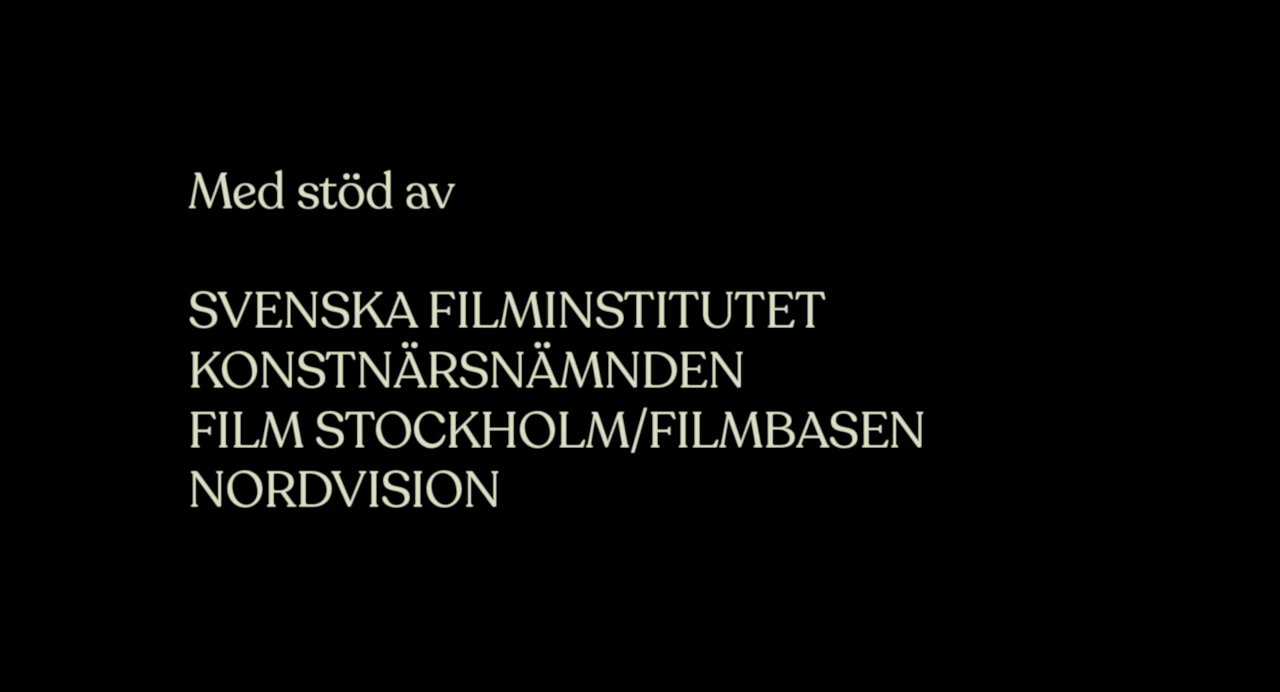 Med stöd av
SVENSKA FILMINSTITUTET
KONSTNÄRSNÄMNDEN
FILM STOCKHOLM/FILMBASEN
NORDVISION